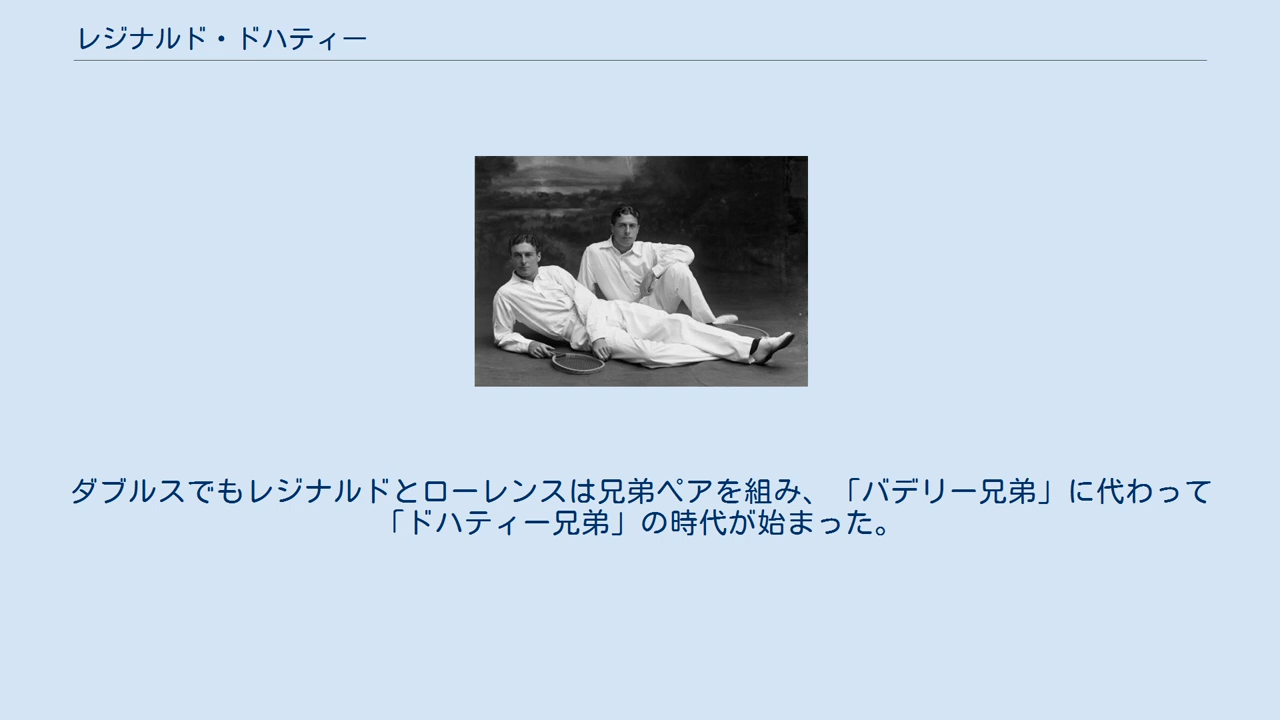 レジナルド・ドハティー
ダブルスでもレジナルドとローレンスは兄弟ペアを組み、「バデリー兄弟」に代わって
「ドハティー兄弟」の時代が始まった。